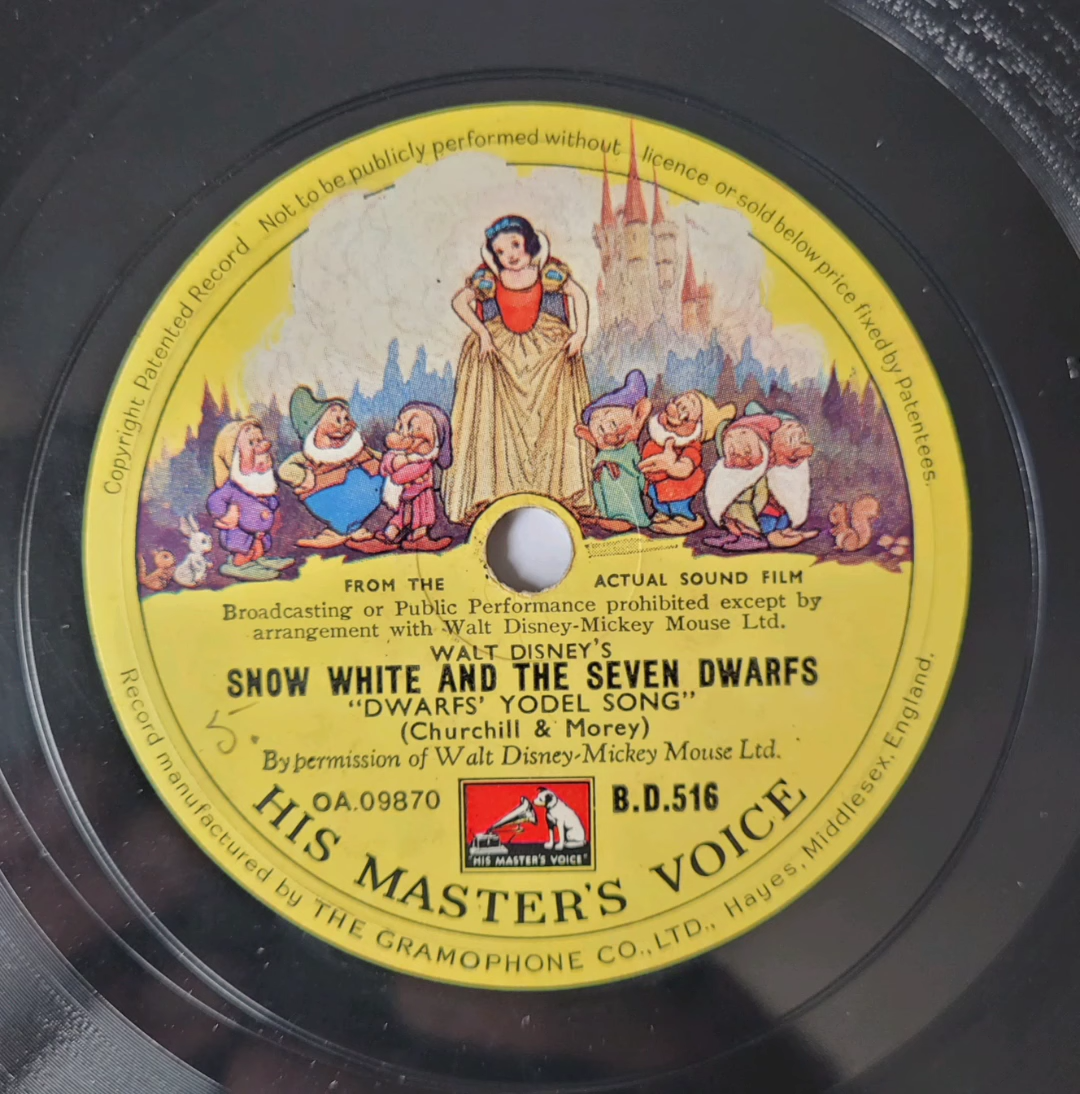 Copyright Patented Record Not to be publicly performed without licence or sold below price fixed by Patentees.
FROM THE ACTUAL SOUND FILM
Broadcasting or Public Performance prohibited except by
arrangement with Walt Disney-Mickey Mouse Ltd.
WALT DISNEY'S
SNOW WHITE AND THE SEVEN DWARFS
"DWARFS' YODEL SONG"
(Churchill & Morey)
5.
By permission of Walt Disney-Mickey Mouse Ltd.
OA.09870 B.D.516
"HIS MASTER'S VOICE"
HIS MASTER'S VOICE
Record manufactured by THE GRAMOPHONE CO., LTD., Hayes, Middlesex, England.